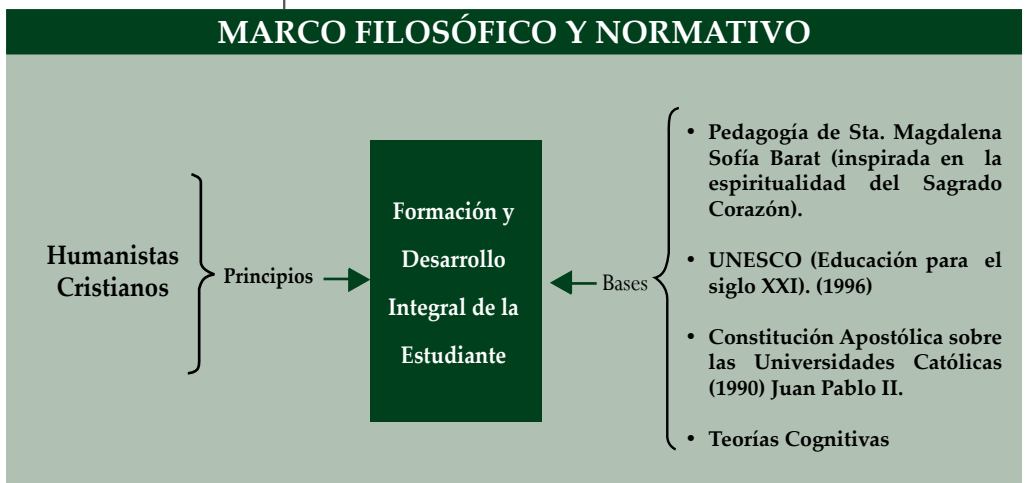 MARCO FILOSÓFICO Y NORMATIVO
Humanistas
Cristianos
Principios
Formación y
Desarrollo
Integral de la
Estudiante
Bases
• Pedagogía de Sta. Magdalena
Sofía Barat (inspirada en la
espiritualidad del Sagrado
Corazón).
• UNESCO (Educación para el
siglo XXI). (1996)
• Constitución Apostólica sobre
las Universidades Católicas
(1990) Juan Pablo II.
• Teorías Cognitivas